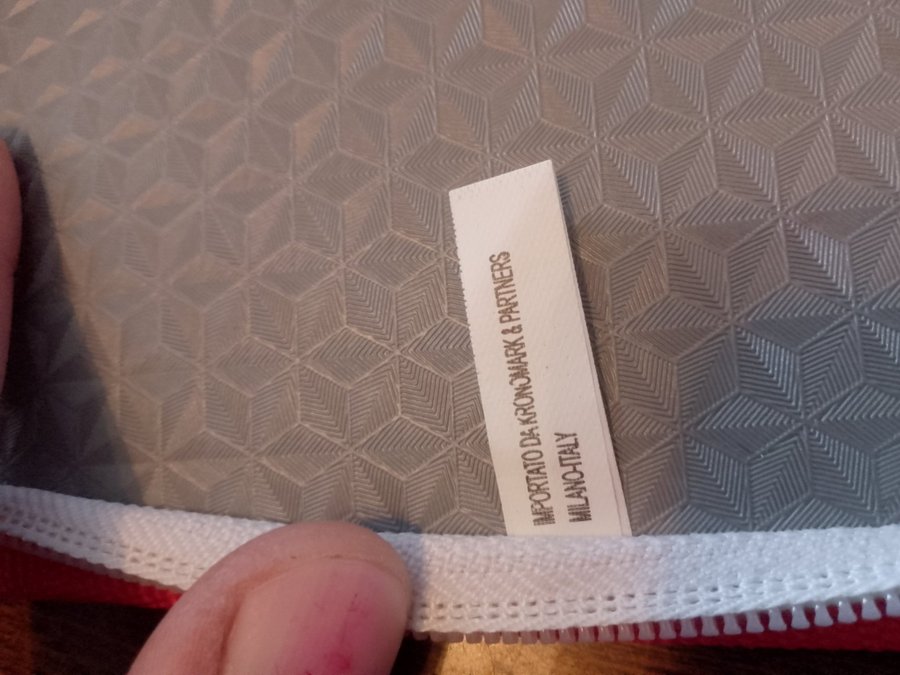 IMPORTATO DA KRONOMARK & PARTNERS
MILANO-ITALY